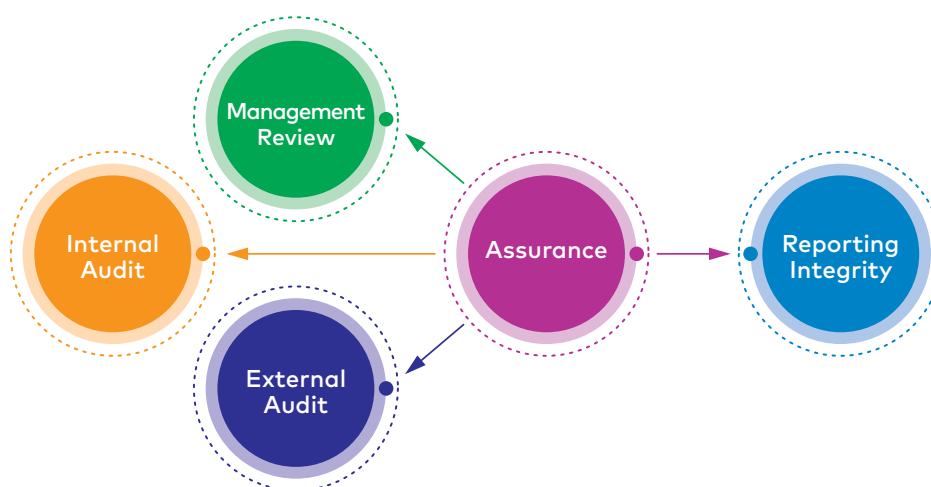 Management
Review
Internal
Audit
Assurance
Reporting
Integrity
External
Audit